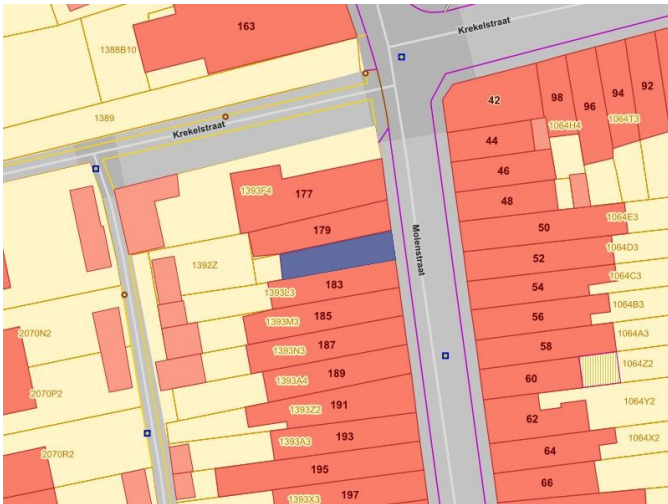 163
Krekelstraat
1388B10
42
98
96
94
92
1389
Krekelstraat
44
1064H4
1064T3
46
1393F4
177
48
1064E3
50
179
Molenstraat
1064D3
52
1392Z
1064C3
183
54
1393L3
1064B3
185
56
1393M3
1064A3
2070N2
187
58
1393N3
1064Z2
189
60
1393A4
2070P2
1064Y2
191
62
1393Z2
193
1064X2
1393A3
64
2070R2
195
66
197
1393X3